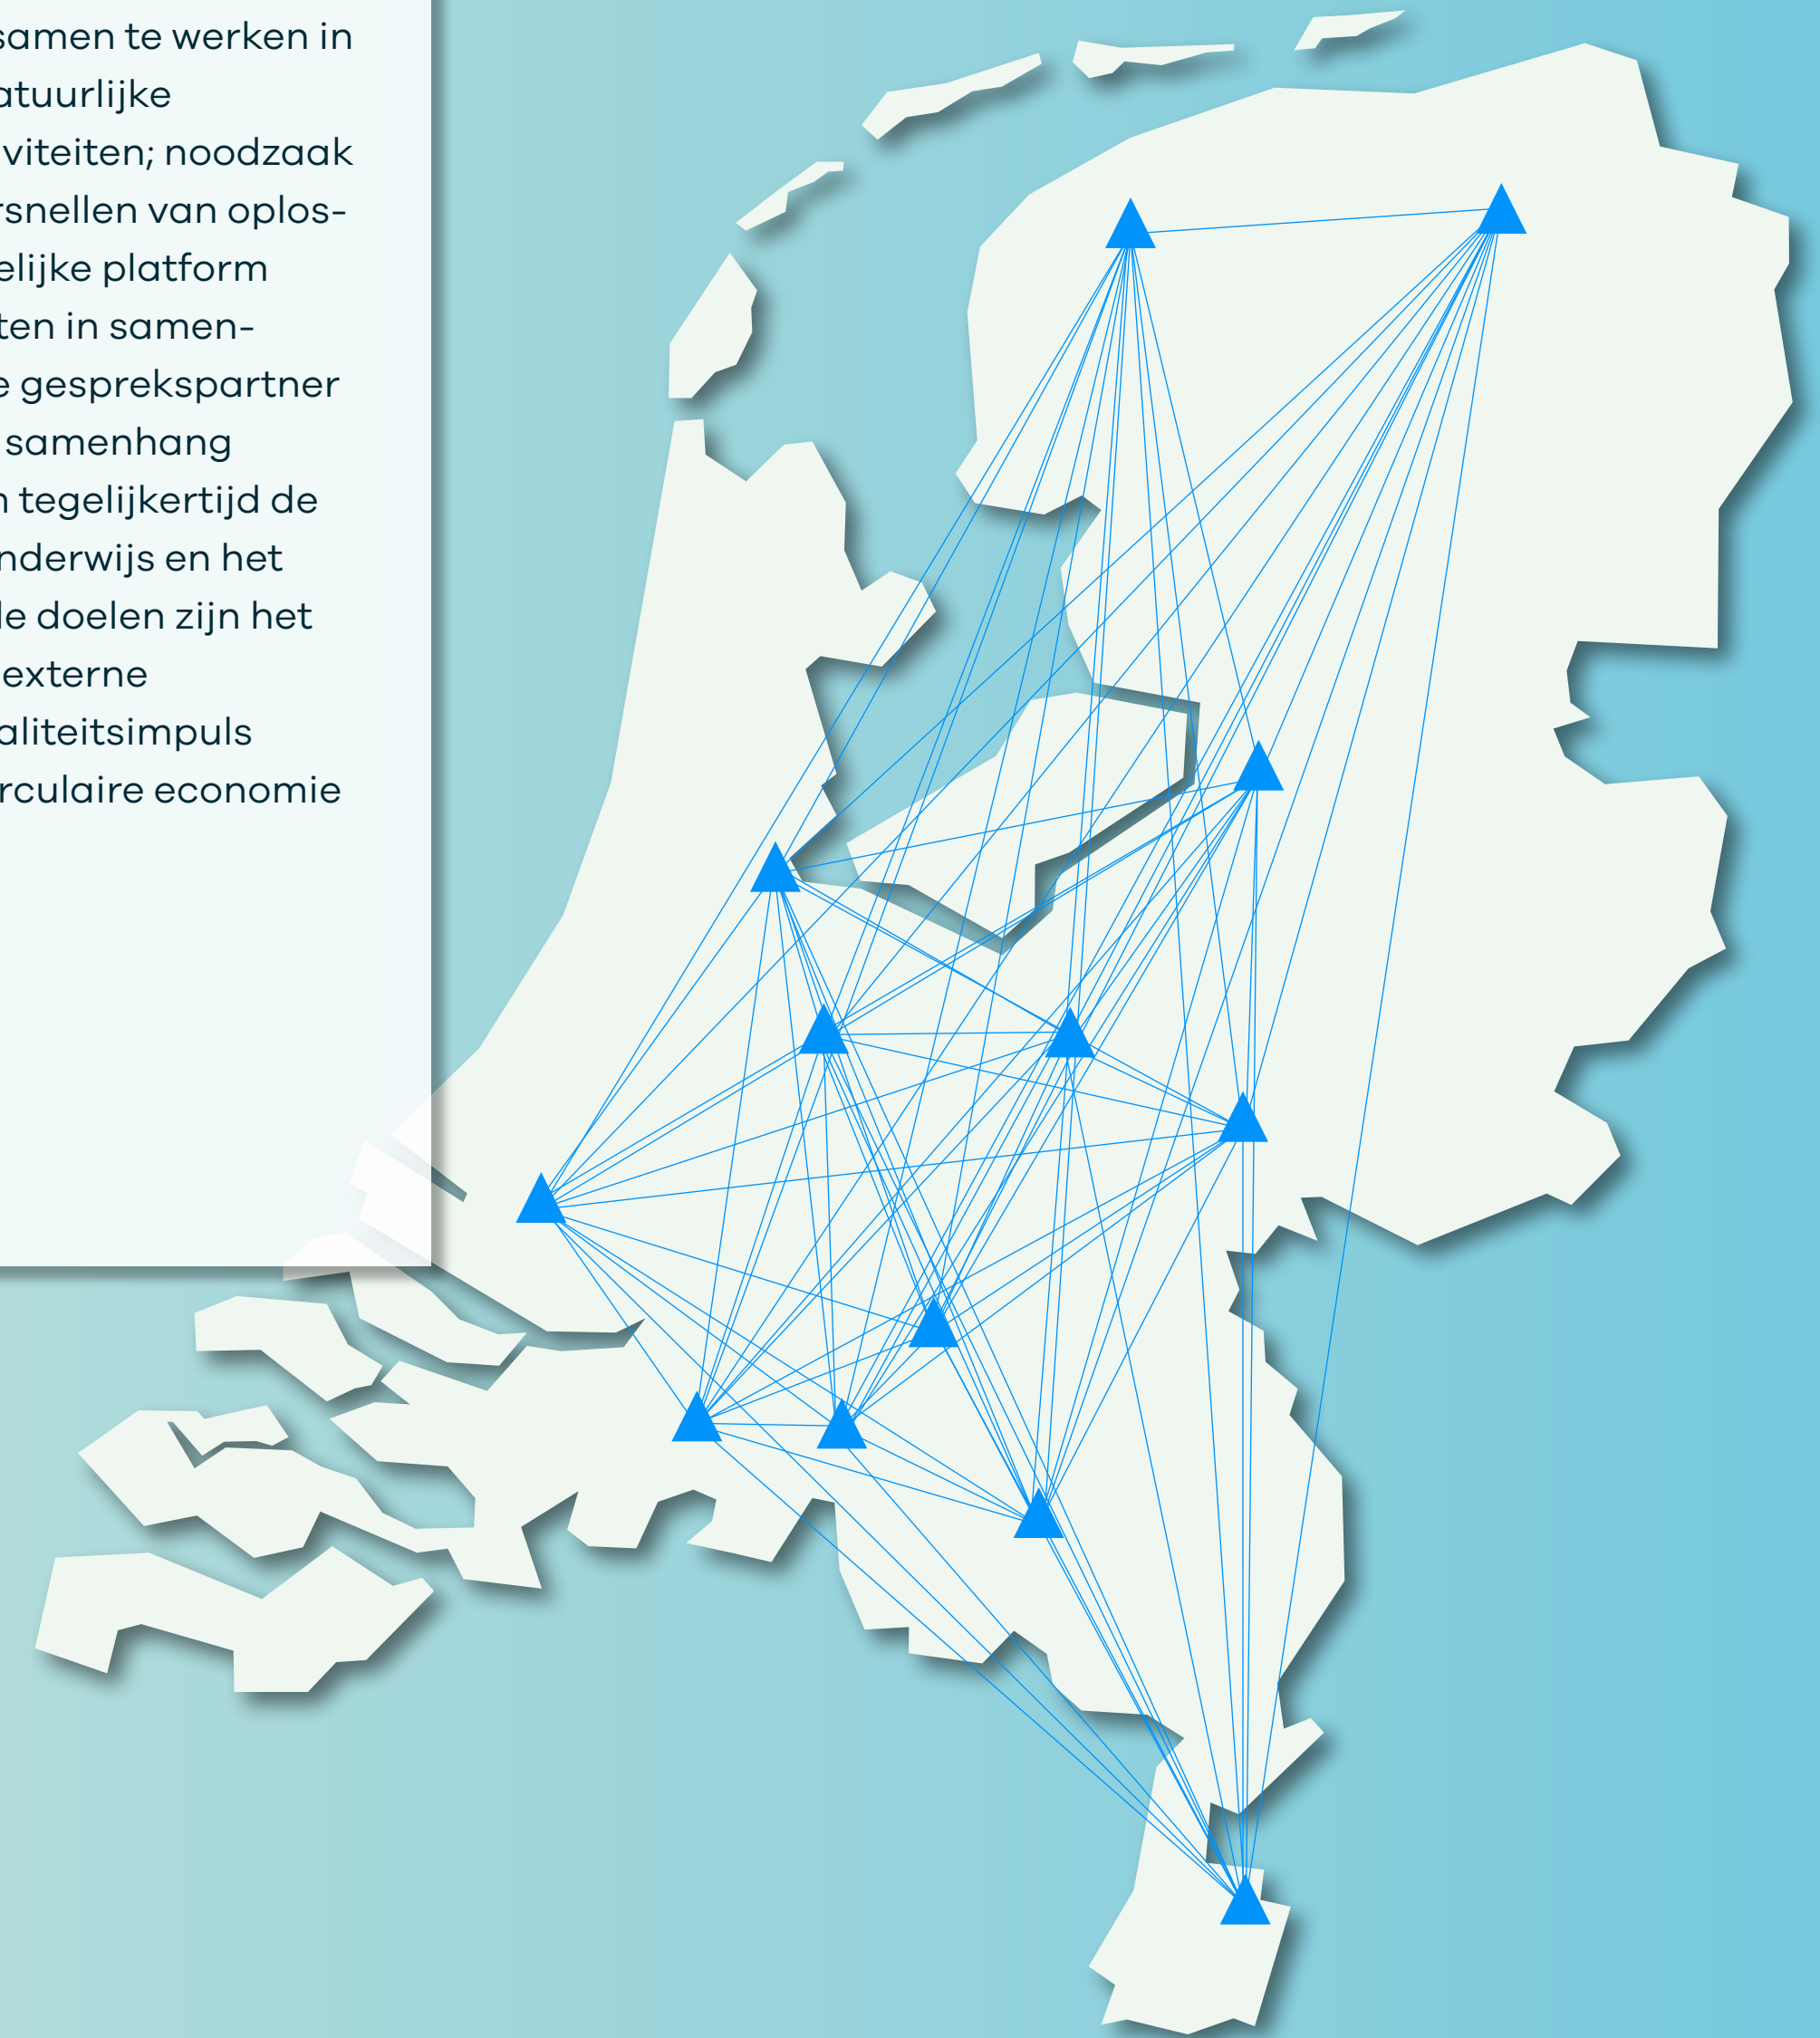 samen te werken in
atuurlijke
viteiten; noodzaak
rsnellen van oplos-
elijke platform
ten in samen-
e gesprekspartner
samenhang
n tegelijkertijd de
nderwijs en het
le doelen zijn het
externe
aliteitsimpuls
rculaire economie